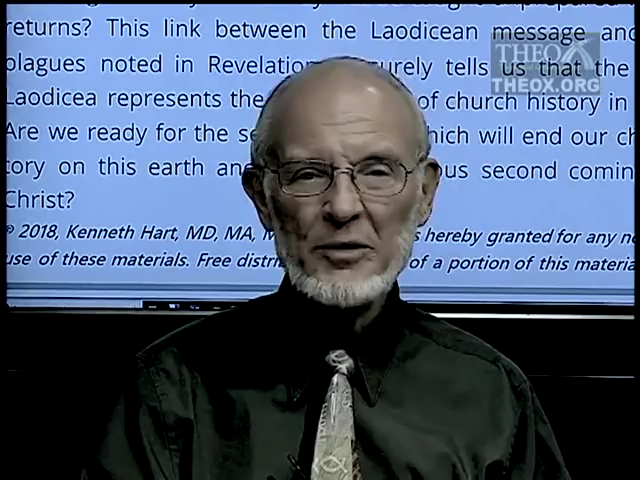 returns? This link between the Laodicean message and
plagues noted in Revelation surely tells us that the
Laodicea represents the of church history in
Are we ready for the se hich will end our ch
tory on this earth an us second comin
Christ?
© 2018, Kenneth Hart, MD, MA, M s hereby granted for any n
use of these materials. Free distri of a portion of this materia
THEOX
THEOX.ORG